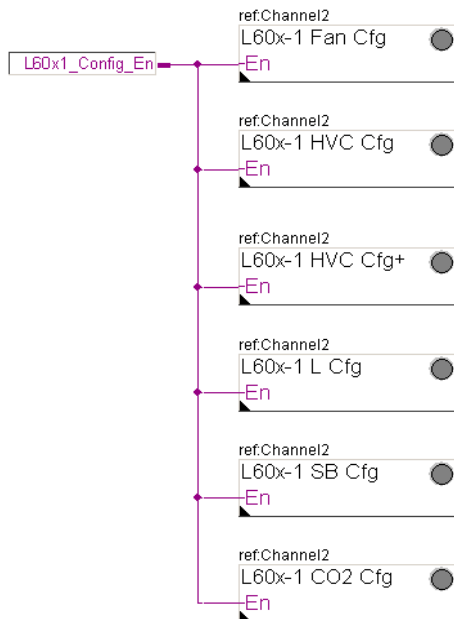 ref:Channel2
L60x-1 Fan Cfg
L60x1_Config_En
En
ref:Channel2
L60x-1 HVC Cfg
En
ref:Channel2
L60x-1 HVC Cfg+
En
ref:Channel2
L60x-1 L Cfg
En
ref:Channel2
L60x-1 SB Cfg
En
ref:Channel2
L60x-1 CO2 Cfg
En